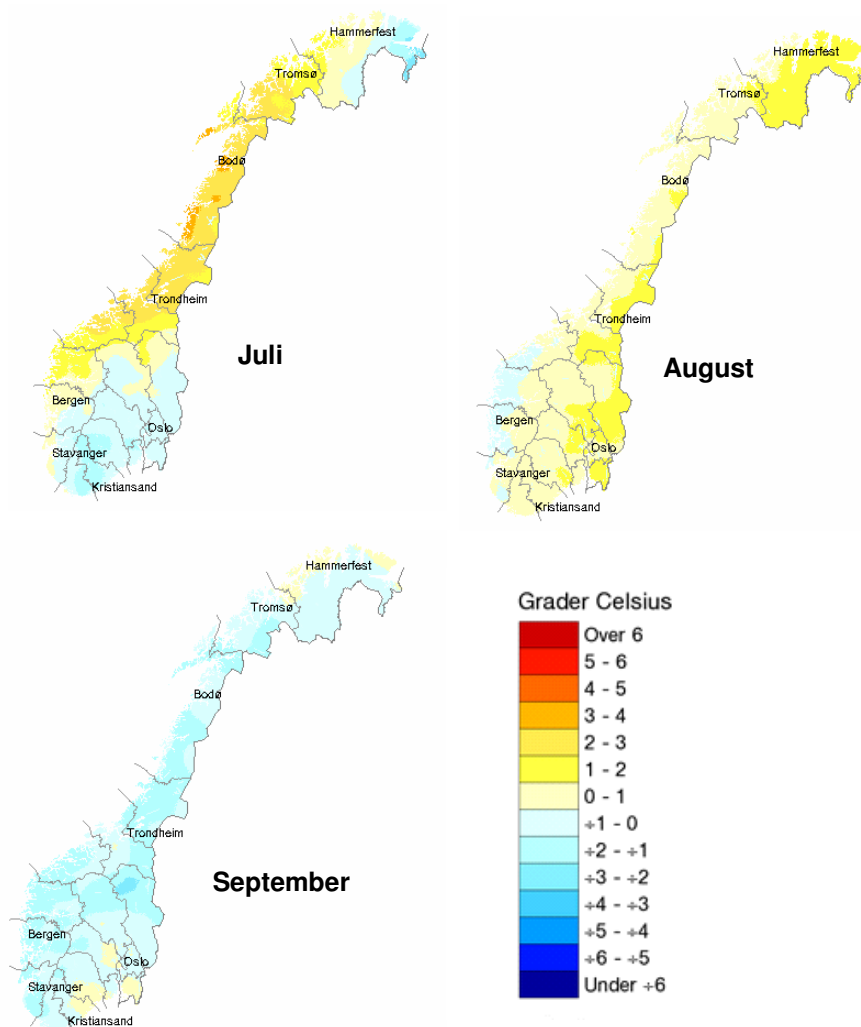 Hammerfest
Tromsø
Bodø
Trondheim
Juli
Bergen
Oslo
Stavanger
Kristiansand
Hammerfest
Tromsø
Bodø
Trondheim
August
Bergen
Oslo
Stavanger
Kristiansand
Hammerfest
Tromsø
Bodø
Trondheim
September
Bergen
Oslo
Stavanger
Kristiansand
Grader Celsius
Over 6
5 - 6
4 - 5
3 - 4
2 - 3
1 - 2
0 - 1
÷1 - 0
÷2 - ÷1
÷3 - ÷2
÷4 - ÷3
÷5 - ÷4
÷6 - ÷5
Under ÷6